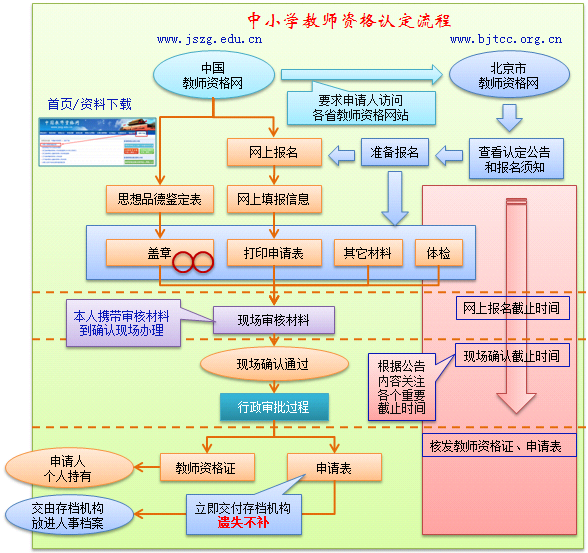 中小学教师资格认定流程
www.jszg.edu.cn
www.bjtcc.org.cn
中国
教师资格网
北京市
教师资格网
要求申请人访问
各省教师资格网站
首页/资料下载
网上报名
准备报名
查看认定公告
和报名须知
思想品德鉴定表
网上填报信息
盖章
打印申请表
其它材料
体检
本人携带审核材料
到确认现场办理
现场审核材料
网上报名截止时间
现场确认通过
根据公告
内容关注
各个重要
截止时间
现场确认截止时间
行政审批过程
核发教师资格证、申请表
申请人
个人持有
教师资格证
申请表
交由存档机构
放进人事档案
立即交付存档机构
遗失不补